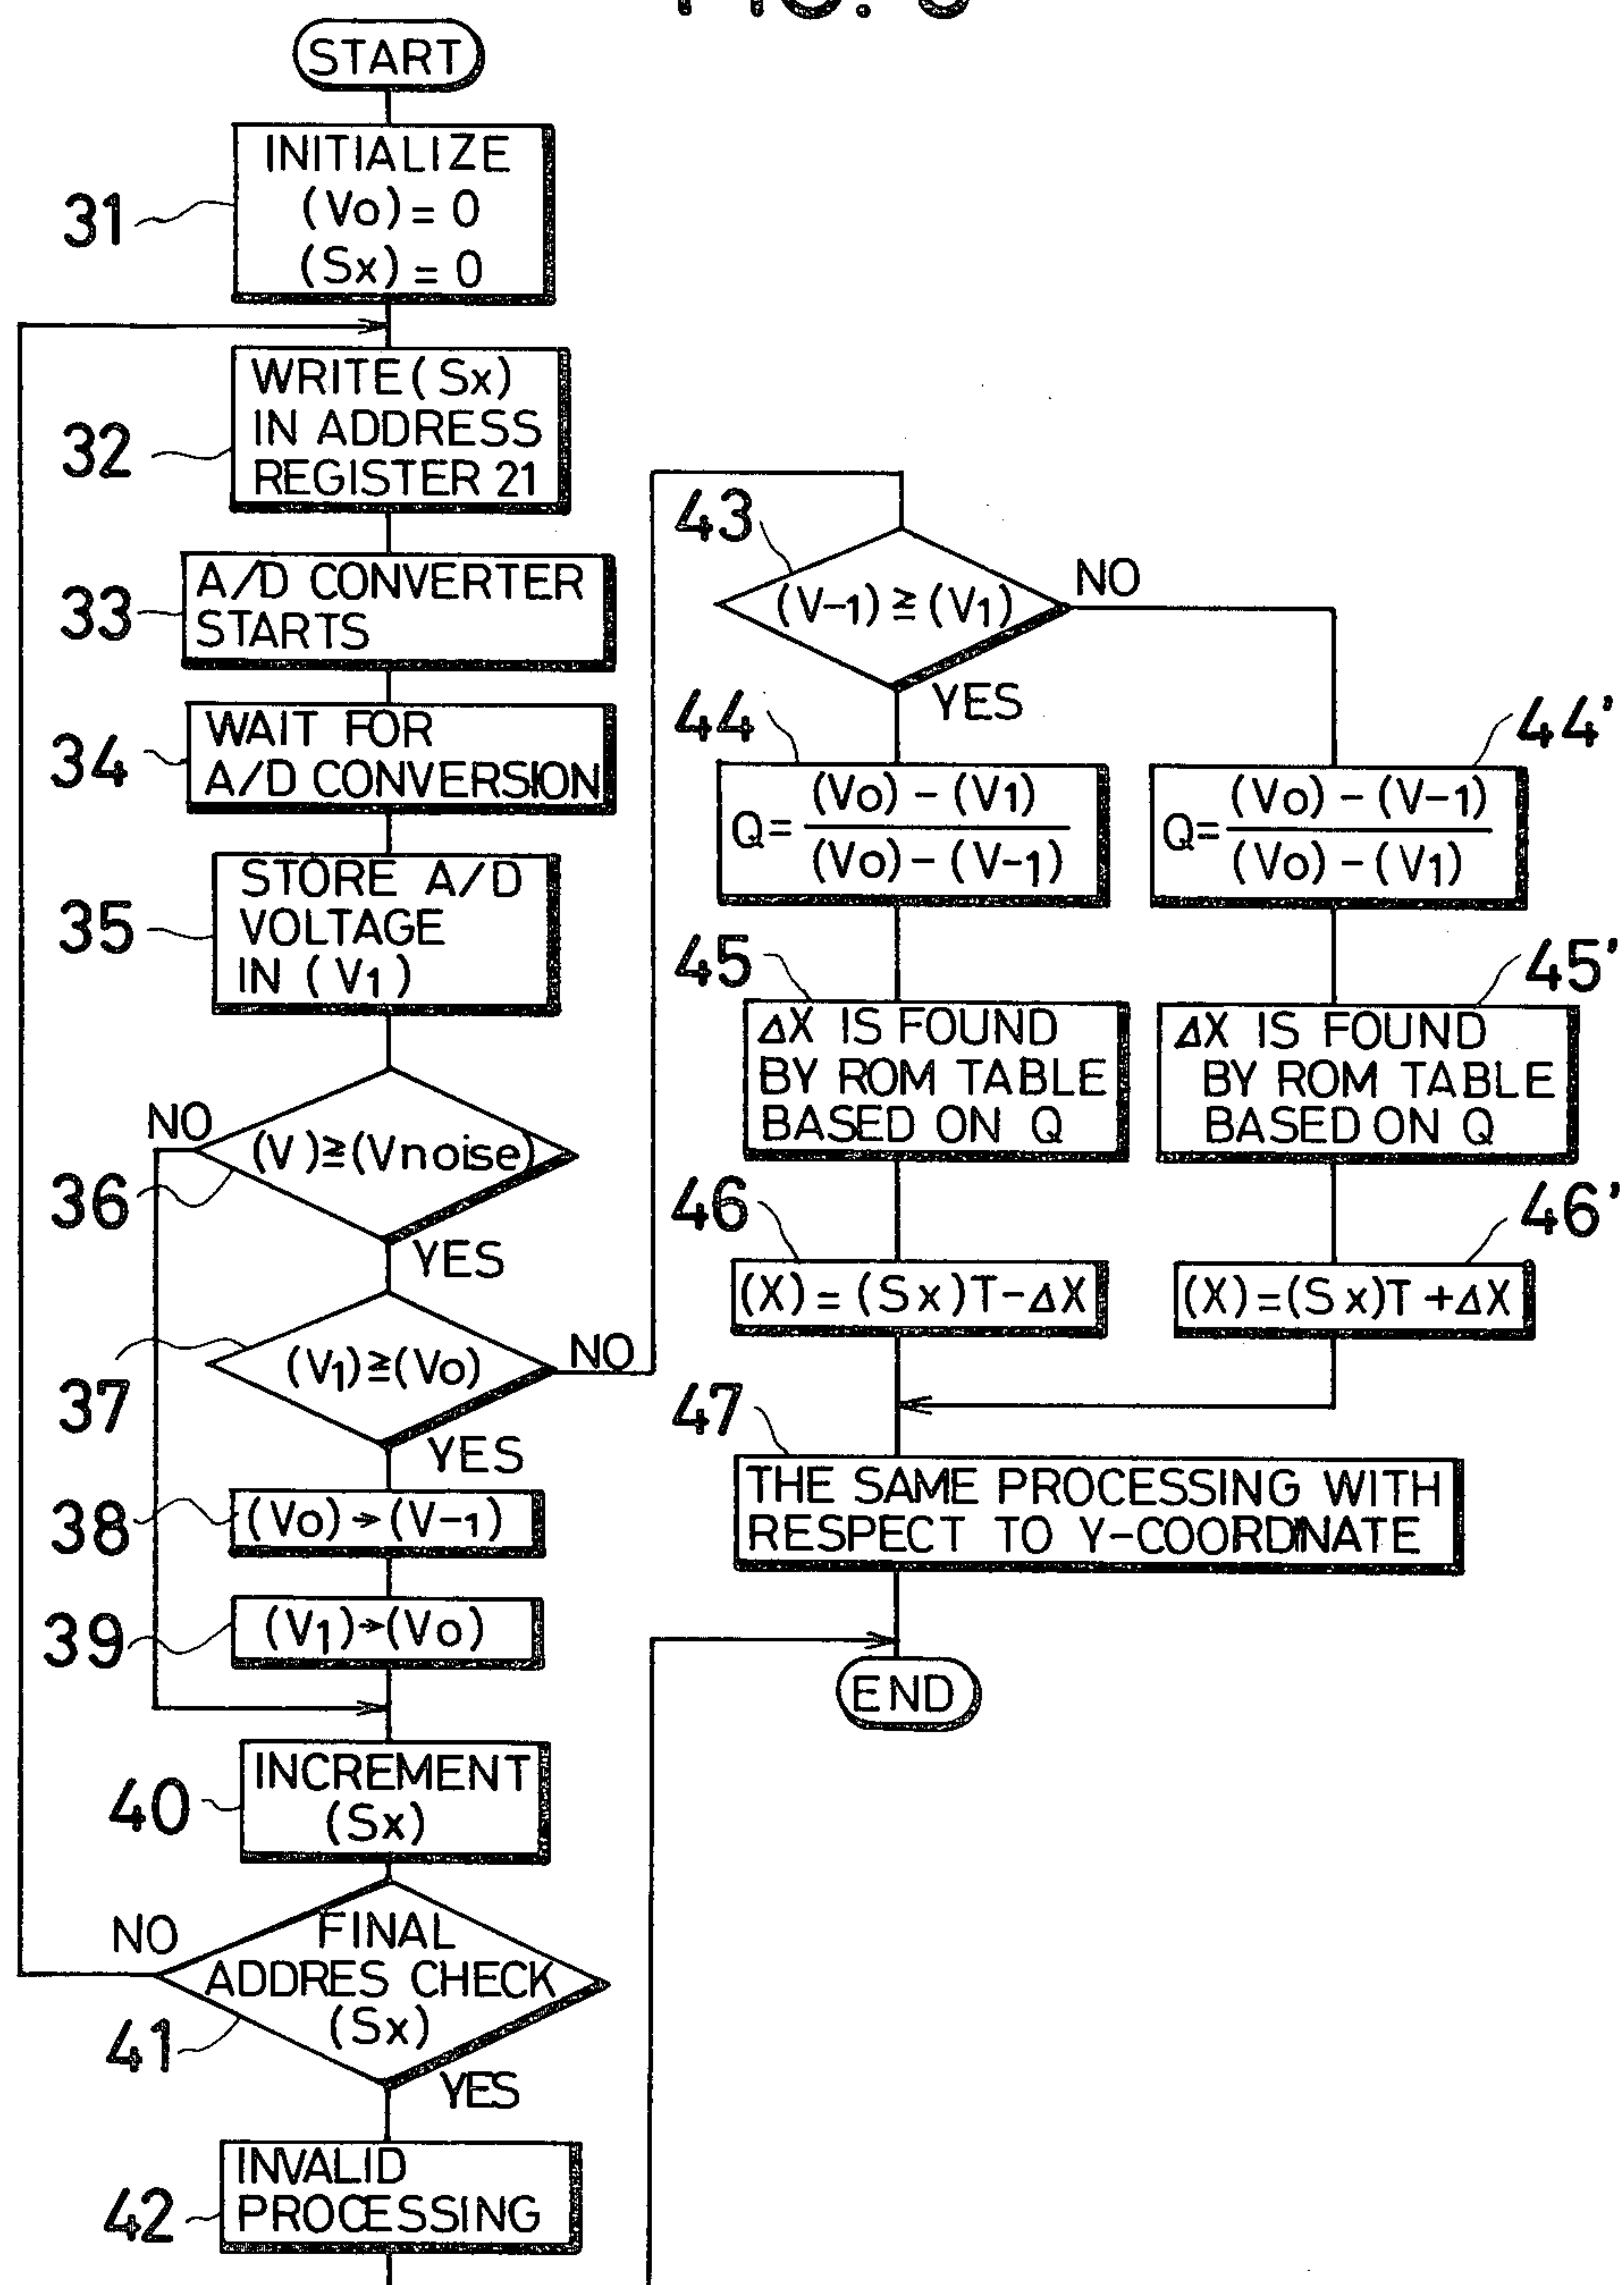 START
INITIALIZE
(Vo) = 0
(Sx) = 0
31
WRITE (Sx)
IN ADDRESS
REGISTER 21
32
A/D CONVERTER
STARTS
33
WAIT FOR
A/D CONVERSION
34
STORE A/D
VOLTAGE
IN (V1)
35
NO
(V) ≧ (Vnoise)
36
YES
(V1) ≧ (Vo)
NO
37
YES
(Vo) → (V-1)
38
(V1) → (Vo)
39
INCREMENT
(Sx)
40
NO
FINAL
ADDRES CHECK
(Sx)
41
YES
INVALID
PROCESSING
42
43
(V-1) ≧ (V1)
NO
YES
44
Q = (Vo) - (V1)
(Vo) - (V-1)
44'
Q = (Vo) - (V-1)
(Vo) - (V1)
45
ΔX IS FOUND
BY ROM TABLE
BASED ON Q
45'
ΔX IS FOUND
BY ROM TABLE
BASED ON Q
46
(X) = (Sx)T - ΔX
46'
(X) = (Sx)T + ΔX
47
THE SAME PROCESSING WITH
RESPECT TO Y-COORDINATE
END